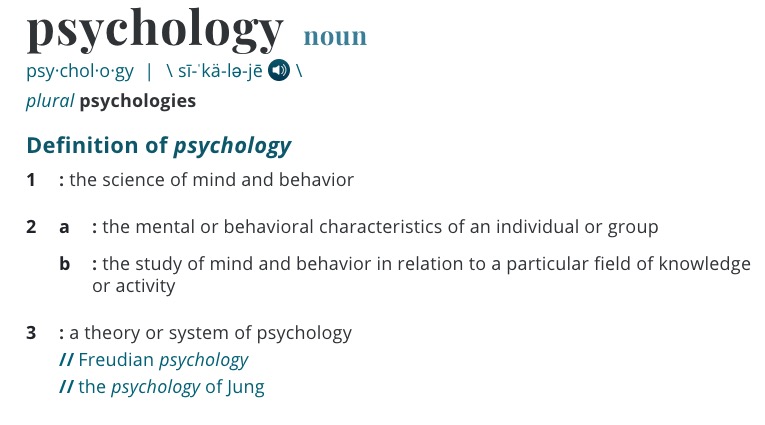 psychology noun
psy·chol·o·gy | \ sī-ˈkä-lə-jē \
plural psychologies
Definition of psychology
1 : the science of mind and behavior
2 a : the mental or behavioral characteristics of an individual or group
b : the study of mind and behavior in relation to a particular field of knowledge
or activity
3 : a theory or system of psychology
// Freudian psychology
// the psychology of Jung